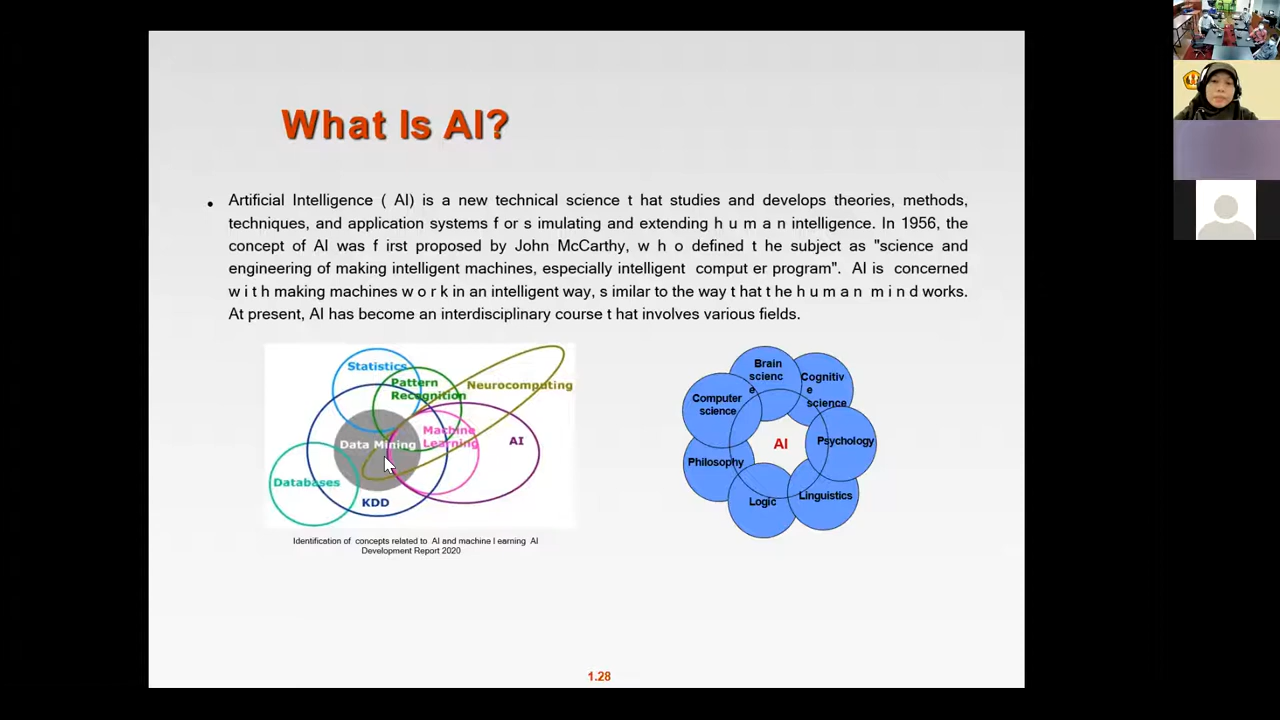 What Is AI?
• Artificial Intelligence ( AI) is a new technical science t hat studies and develops theories, methods,
techniques, and application systems f or s imulating and extending h u m a n intelligence. In 1956, the
concept of AI was f irst proposed by John McCarthy, w h o defined t he subject as "science and
engineering of making intelligent machines, especially intelligent comput er program". AI is concerned
w i t h making machines w o r k in an intelligent way, s imilar to the way t hat t he h u m a n m i n d works.
At present, AI has become an interdisciplinary course t hat involves various fields.
Statistics
Pattern
Recognition
Neurocomputing
Machine
Learning
Data Mining
AI
Databases
KDD
Identification of concepts related to AI and machine l earning AI
Development Report 2020
Brain
scienc
e
Cognitiv
e
science
Computer
science
AI
Psychology
Philosophy
Logic
Linguistics
1.28